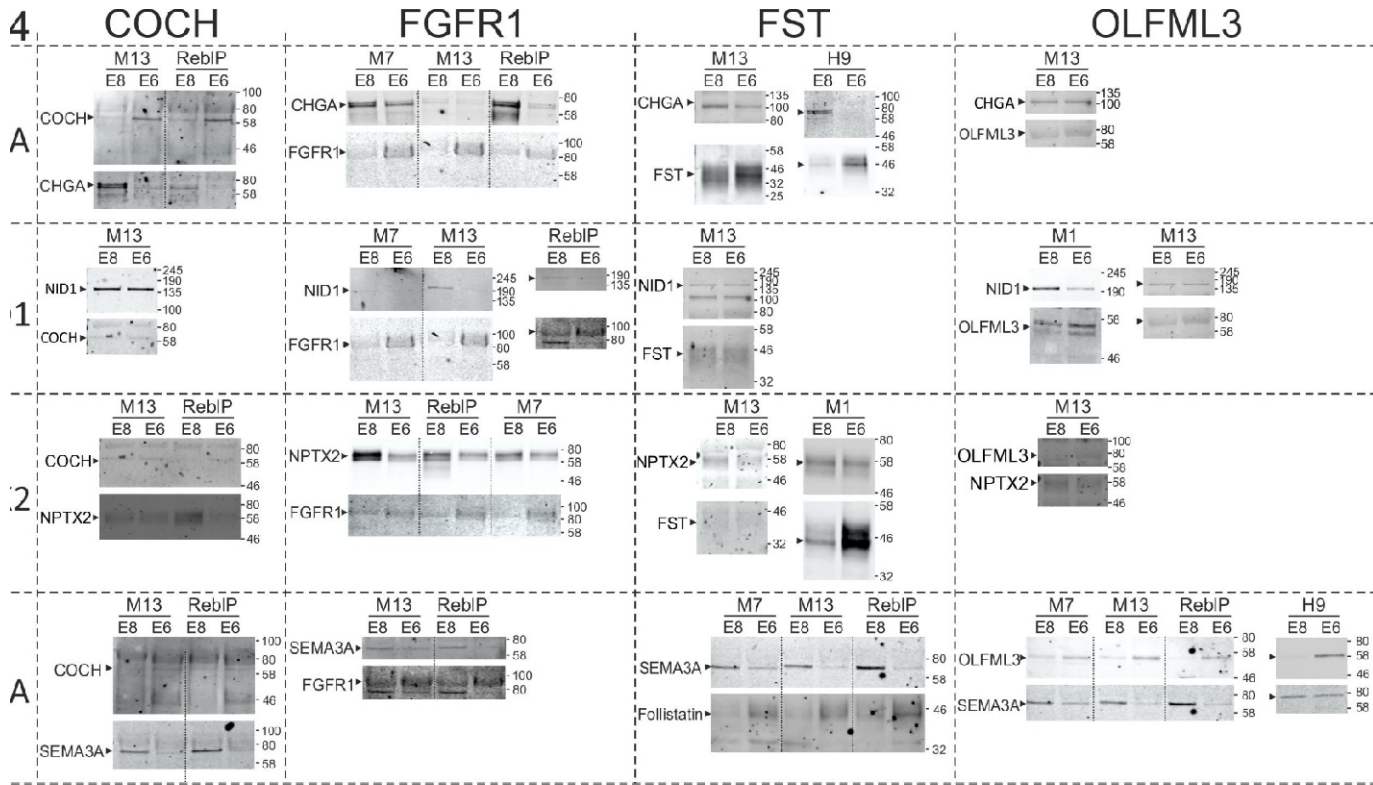 4 COCH FGFR1 FST OLFML3
A
M13 RebIP
E8 E6 E8 E6
100
80
COCH 58
46
CHGA 80
58
M7 M13 RebIP
E8 E6 E8 E6 E8 E6
CHGA 80
58
FGFR1 100
80
58
M13
E8 E6
CHGA 135
100
58
FST 46
32
25
H9
E8 E6
100
80
58
46
58
46
32
M13
E8 E6
CHGA 135
100
OLFML3 80
58
1
M13
E8 E6
245
NID1 190
135
100
80
COCH 58
M7 M13
E8 E6 E8 E6
245
NID1 190
135
100
FGFR1 80
58
RebIP
E8 E6
190
135
100
80
M13
E8 E6
245
NID1 190
135
100
80
58
FST 46
32
M1
E8 E6
245
NID1 190
OLFML3 58
46
M13
E8 E6
245
190
135
80
58
2
M13 RebIP
E8 E6 E8 E6
80
COCH 58
46
80
NPTX2 58
46
M13 RebIP M7
E8 E6 E8 E6 E8 E6
NPTX2 80
58
46
FGFR1 100
80
58
M13
E8 E6
80
NPTX2 58
46
FST 46
32
M1
E8 E6
80
58
46
46
32
M13
E8 E6
100
OLFML3 80
NPTX2 58
46
A
M13 RebIP
E8 E6 E8 E6
100
COCH 80
58
46
100
SEMA3A 80
58
M13 RebIP
E8 E6 E8 E6
SEMA3A 80
58
FGFR1 100
80
M7 M13 RebIP
E8 E6 E8 E6 E8 E6
SEMA3A 80
58
Follistatin 46
32
M7 M13 RebIP
E8 E6 E8 E6 E8 E6
80
OLFML3 58
46
SEMA3A 80
58
H9
E8 E6
80
58
46
80
58